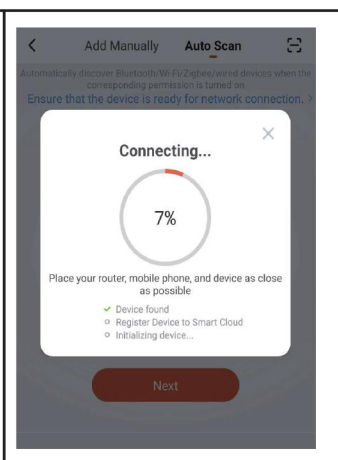 Add Manually Auto Scan
Automatically discover Bluetooth/Wi-Fi/Zigbee/wired devices when the
corresponding permission is turned on.
Ensure that the device is ready for network connection. >
Connecting...
7%
Place your router, mobile phone, and device as close
as possible
Device found
Register Device to Smart Cloud
Initializing device...
Next